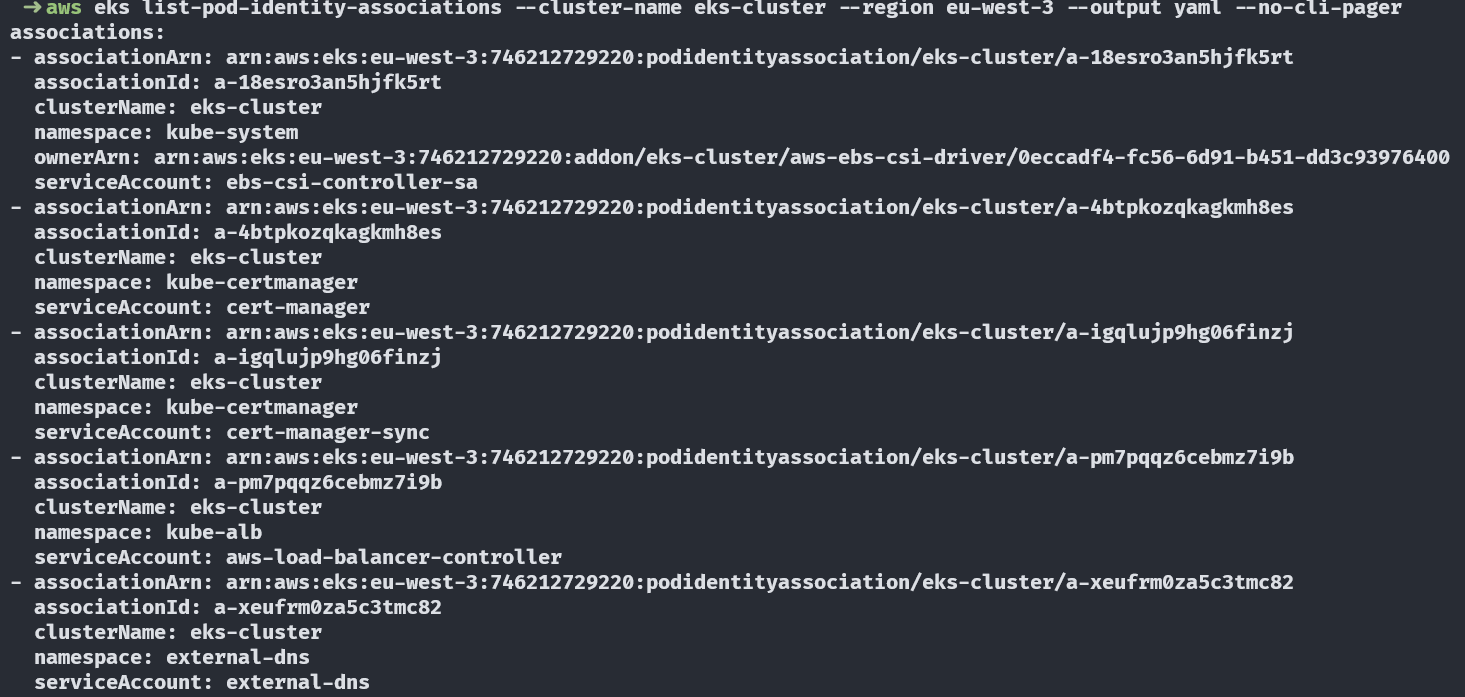 ➜ aws eks list-pod-identity-associations --cluster-name eks-cluster --region eu-west-3 --output yaml --no-cli-pager
associations:
- associationArn: arn:aws:eks:eu-west-3:746212729220:podidentityassociation/eks-cluster/a-18esro3an5hjfk5rt
  associationId: a-18esro3an5hjfk5rt
  clusterName: eks-cluster
  namespace: kube-system
  ownerArn: arn:aws:eks:eu-west-3:746212729220:addon/eks-cluster/aws-ebs-csi-driver/0eccadf4-fc56-6d91-b451-dd3c93976400
  serviceAccount: ebs-csi-controller-sa
- associationArn: arn:aws:eks:eu-west-3:746212729220:podidentityassociation/eks-cluster/a-4btpkozqkagkmh8es
  associationId: a-4btpkozqkagkmh8es
  clusterName: eks-cluster
  namespace: kube-certmanager
  serviceAccount: cert-manager
- associationArn: arn:aws:eks:eu-west-3:746212729220:podidentityassociation/eks-cluster/a-igqlujp9hg06finzj
  associationId: a-igqlujp9hg06finzj
  clusterName: eks-cluster
  namespace: kube-certmanager
  serviceAccount: cert-manager-sync
- associationArn: arn:aws:eks:eu-west-3:746212729220:podidentityassociation/eks-cluster/a-pm7pqqz6cebmz7i9b
  associationId: a-pm7pqqz6cebmz7i9b
  clusterName: eks-cluster
  namespace: kube-alb
  serviceAccount: aws-load-balancer-controller
- associationArn: arn:aws:eks:eu-west-3:746212729220:podidentityassociation/eks-cluster/a-xeufrm0za5c3tmc82
  associationId: a-xeufrm0za5c3tmc82
  clusterName: eks-cluster
  namespace: external-dns
  serviceAccount: external-dns